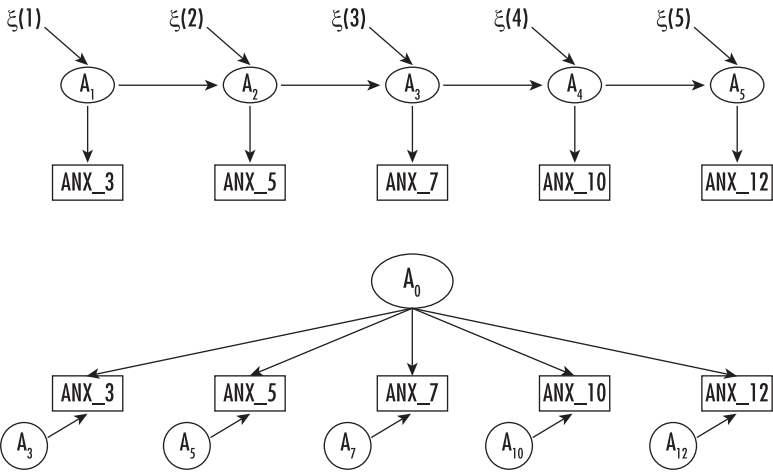 ξ(1) ξ(2) ξ(3) ξ(4) ξ(5)
A₁ A₂ A₃ A₄ A₅
ANX_3 ANX_5 ANX_7 ANX_10 ANX_12
A₀
ANX_3 ANX_5 ANX_7 ANX_10 ANX_12
A₃ A₅ A₇ A₁₀ A₁₂